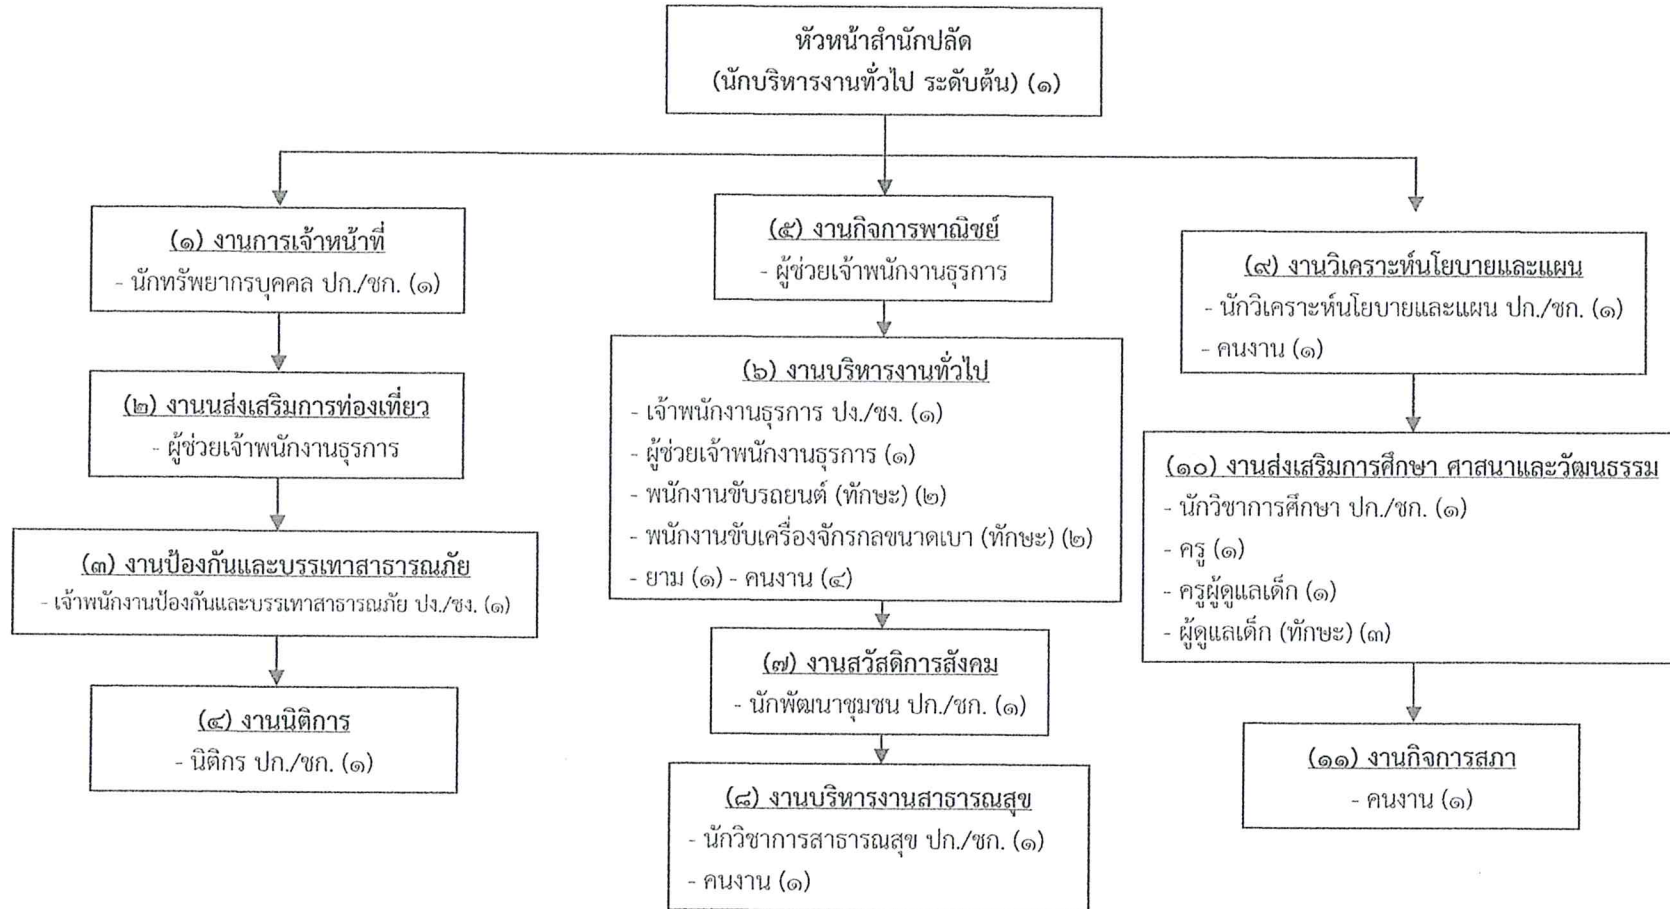 หัวหน้าสำนักปลัด
(นักบริหารงานทั่วไป ระดับต้น) (๑)
(๑) งานการเจ้าหน้าที่
- นักทรัพยากรบุคคล ปก./ชก. (๑)
(๒) งานนส่งเสริมการท่องเที่ยว
- ผู้ช่วยเจ้าพนักงานธุรการ
(๓) งานป้องกันและบรรเทาสาธารณภัย
- เจ้าพนักงานป้องกันและบรรเทาสาธารณภัย ปง./ชง. (๑)
(๔) งานนิติการ
- นิติกร ปก./ชก. (๑)
(๕) งานกิจการพาณิชย์
- ผู้ช่วยเจ้าพนักงานธุรการ
(๖) งานบริหารงานทั่วไป
- เจ้าพนักงานธุรการ ปง./ชง. (๑)
- ผู้ช่วยเจ้าพนักงานธุรการ (๑)
- พนักงานขับรถยนต์ (ทักษะ) (๒)
- พนักงานขับเครื่องจักรกลขนาดเบา (ทักษะ) (๒)
- ยาม (๑) - คนงาน (๔)
(๗) งานสวัสดิการสังคม
- นักพัฒนาชุมชน ปก./ชก. (๑)
(๘) งานบริหารงานสาธารณสุข
- นักวิชาการสาธารณสุข ปก./ชก. (๑)
- คนงาน (๑)
(๙) งานวิเคราะห์นโยบายและแผน
- นักวิเคราะห์นโยบายและแผน ปก./ชก. (๑)
- คนงาน (๑)
(๑๐) งานส่งเสริมการศึกษา ศาสนาและวัฒนธรรม
- นักวิชาการศึกษา ปก./ชก. (๑)
- ครู (๑)
- ครูผู้ดูแลเด็ก (๑)
- ผู้ดูแลเด็ก (ทักษะ) (๓)
(๑๑) งานกิจการสภา
- คนงาน (๑)